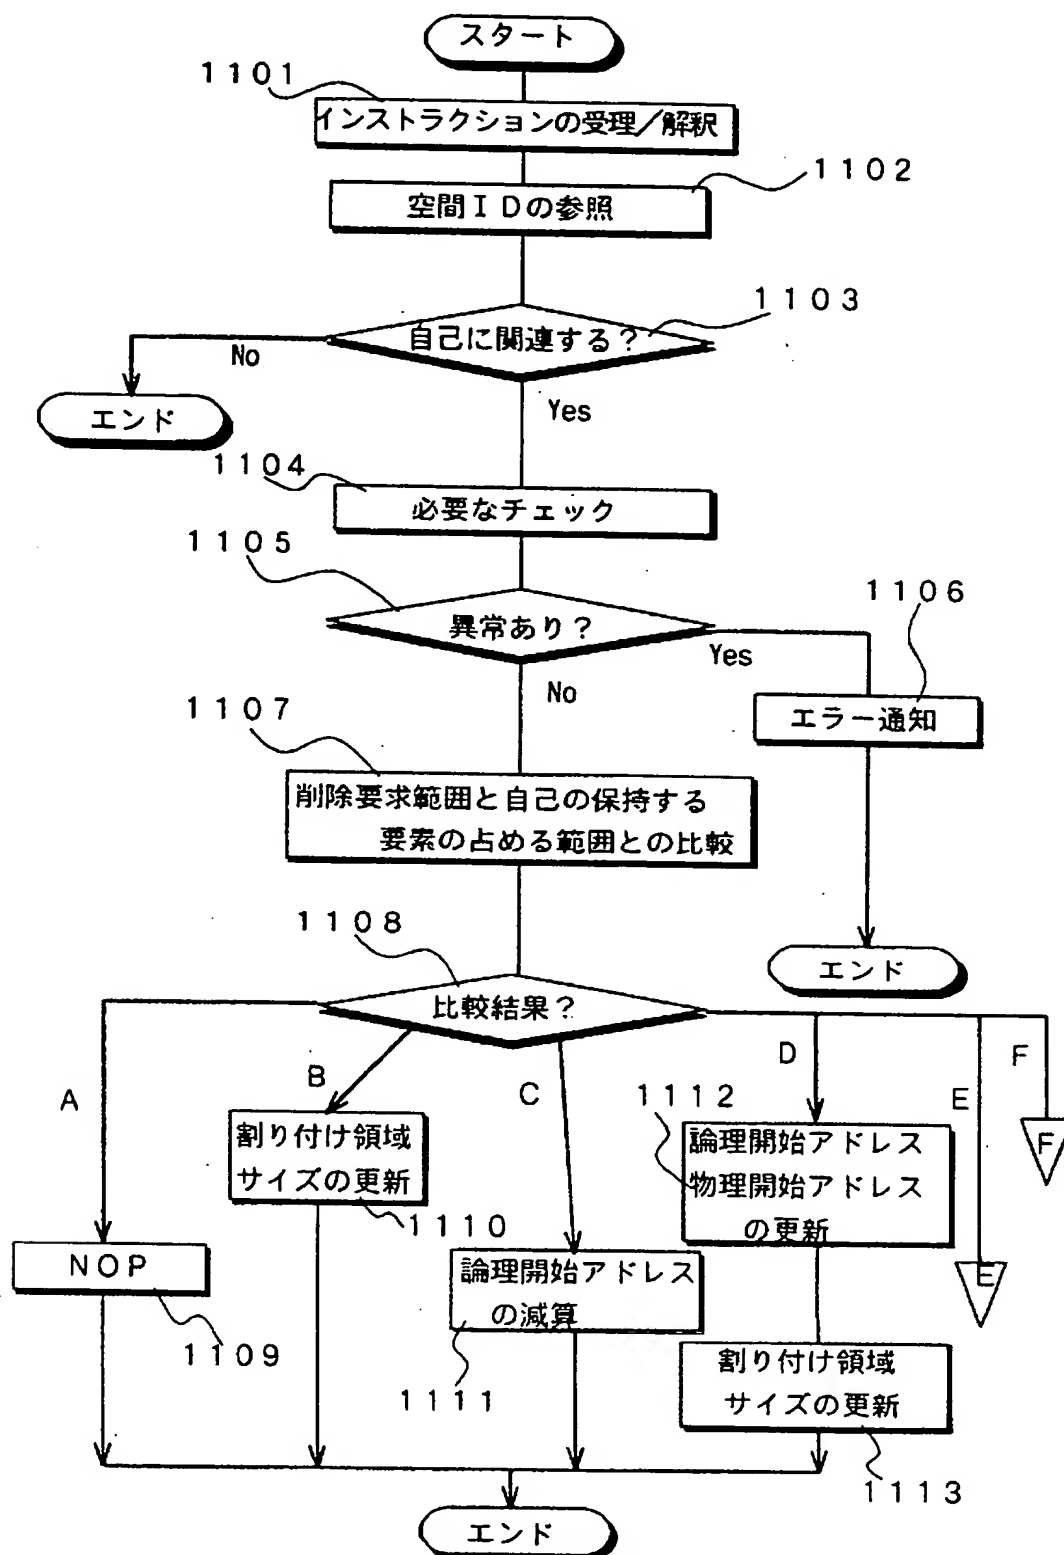 スタート
1101
インストラクションの受理／解釈
1102
空間IDの参照
1103
自己に関連する？
No
Yes
エンド
1104
必要なチェック
1105
異常あり？
1106
Yes
No
エラー通知
1107
削除要求範囲と自己の保持する
要素の占める範囲との比較
1108
エンド
比較結果？
A
B
C
D
E
F
1112
割り付け領域
サイズの更新
1110
論理開始アドレス
物理開始アドレス
の更新
F
E
NOP
1109
論理開始アドレス
の減算
1111
割り付け領域
サイズの更新
1113
エンド